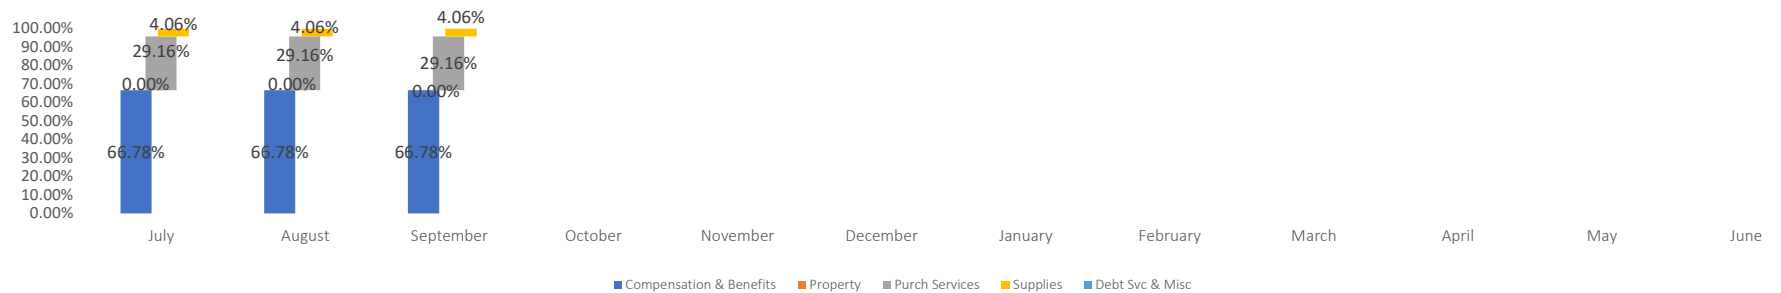 100.00%
90.00%
80.00%
70.00%
60.00%
50.00%
40.00%
30.00%
20.00%
10.00%
0.00%
4.06% 4.06% 4.06%
29.16% 29.16% 29.16%
0.00% 0.00% 0.00%
66.78% 66.78% 66.78%
July August September October November December January February March April May June
Compensation & Benefits Property Purch Services Supplies Debt Svc & Misc